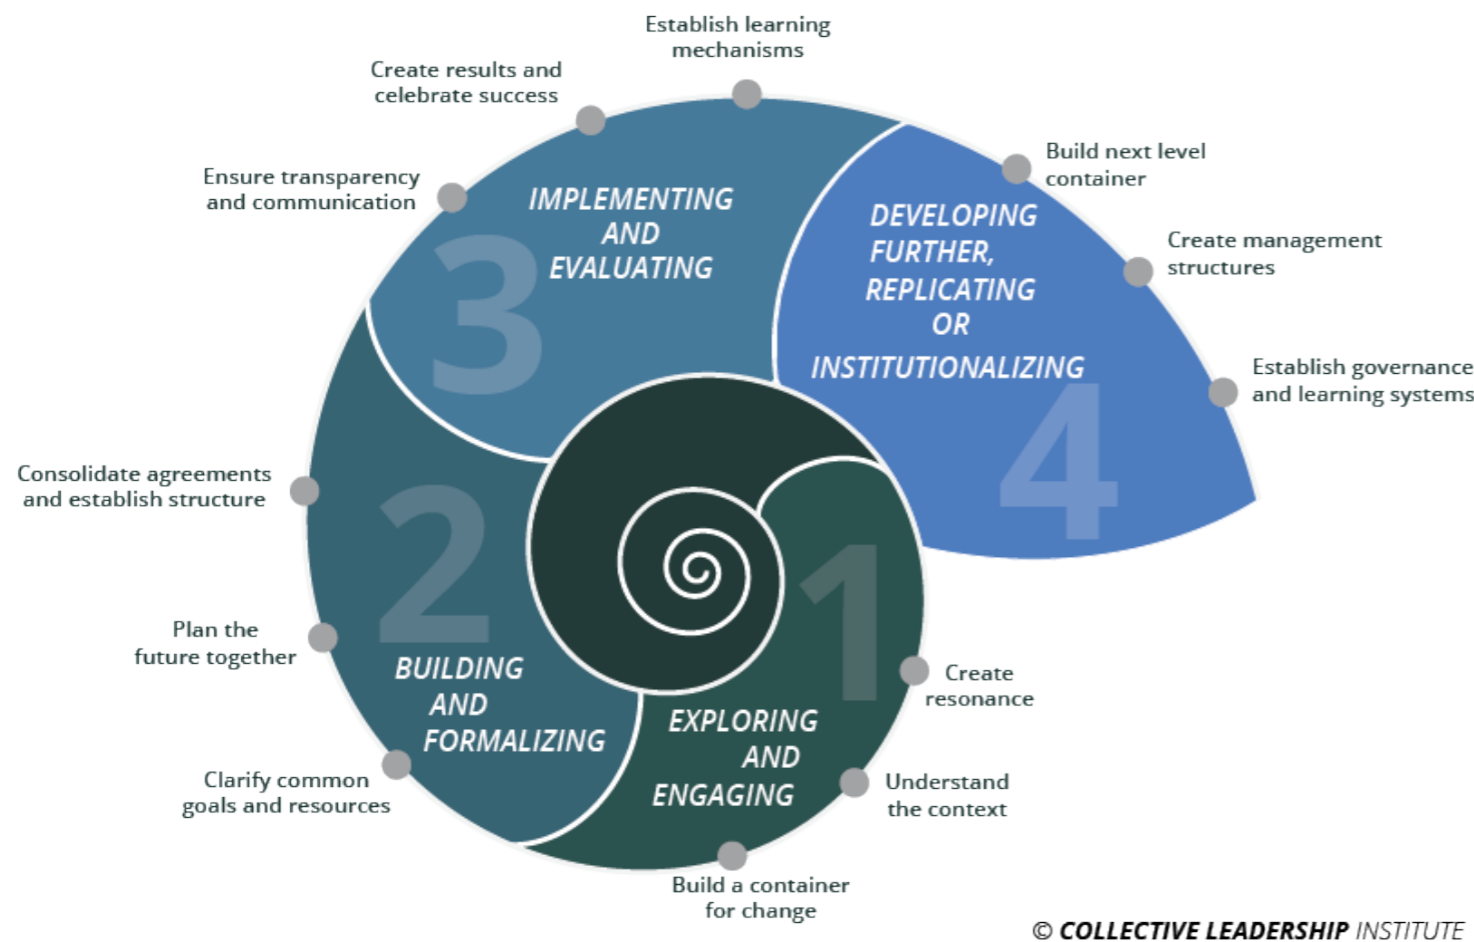 Establish learning
mechanisms
Create results and
celebrate success
Ensure transparency
and communication
Build next level
container
Create management
structures
Establish governance
and learning systems
IMPLEMENTING
AND
EVALUATING
3
DEVELOPING
FURTHER,
REPLICATING
OR
INSTITUTIONALIZING
4
Consolidate agreements
and establish structure
Plan the
future together
Clarify common
goals and resources
2
BUILDING
AND
FORMALIZING
1
EXPLORING
AND
ENGAGING
Create
resonance
Understand
the context
Build a container
for change
© COLLECTIVE LEADERSHIP INSTITUTE